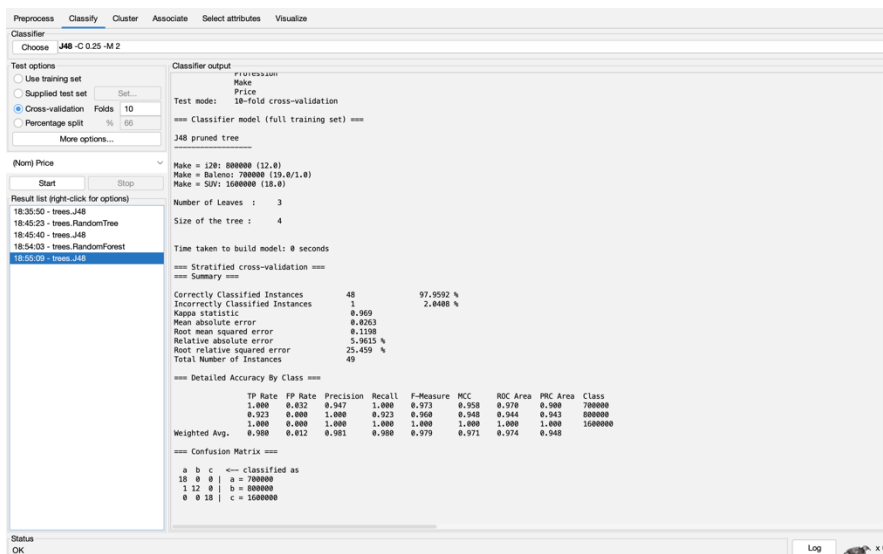 Preprocess Classify Cluster Associate Select attributes Visualize
Classifier
Choose J48 -C 0.25 -M 2
Test options
Use training set
Supplied test set Set...
Cross-validation Folds 10
Percentage split % 66
More options...
(Nom) Price
Start Stop
Result list (right-click for options)
18:35:50 - trees.J48
18:45:23 - trees.RandomTree
18:45:40 - trees.J48
18:54:03 - trees.RandomForest
18:55:09 - trees.J48
Classifier output
Profession
Make
Price
Test mode: 10-fold cross-validation
=== Classifier model (full training set) ===
J48 pruned tree
------------------
Make = i20: 800000 (12.0)
Make = Baleno: 700000 (19.0/1.0)
Make = SUV: 1600000 (18.0)
Number of Leaves : 3
Size of the tree : 4
Time taken to build model: 0 seconds
=== Stratified cross-validation ===
=== Summary ===
Correctly Classified Instances 48 97.9592 %
Incorrectly Classified Instances 1 2.0408 %
Kappa statistic 0.969
Mean absolute error 0.0263
Root mean squared error 0.1198
Relative absolute error 5.9615 %
Root relative squared error 25.459 %
Total Number of Instances 49
=== Detailed Accuracy By Class ===
TP Rate FP Rate Precision Recall F-Measure MCC ROC Area PRC Area Class
1.000 0.032 0.947 1.000 0.973 0.958 0.970 0.900 700000
0.923 0.000 1.000 0.923 0.960 0.948 0.944 0.943 800000
1.000 0.000 1.000 1.000 1.000 1.000 1.000 1.000 1600000
Weighted Avg. 0.980 0.012 0.981 0.980 0.979 0.971 0.974 0.948
=== Confusion Matrix ===
a b c <-- classified as
18 0 0 | a = 700000
1 12 0 | b = 800000
0 0 18 | c = 1600000
Status
OK
Log